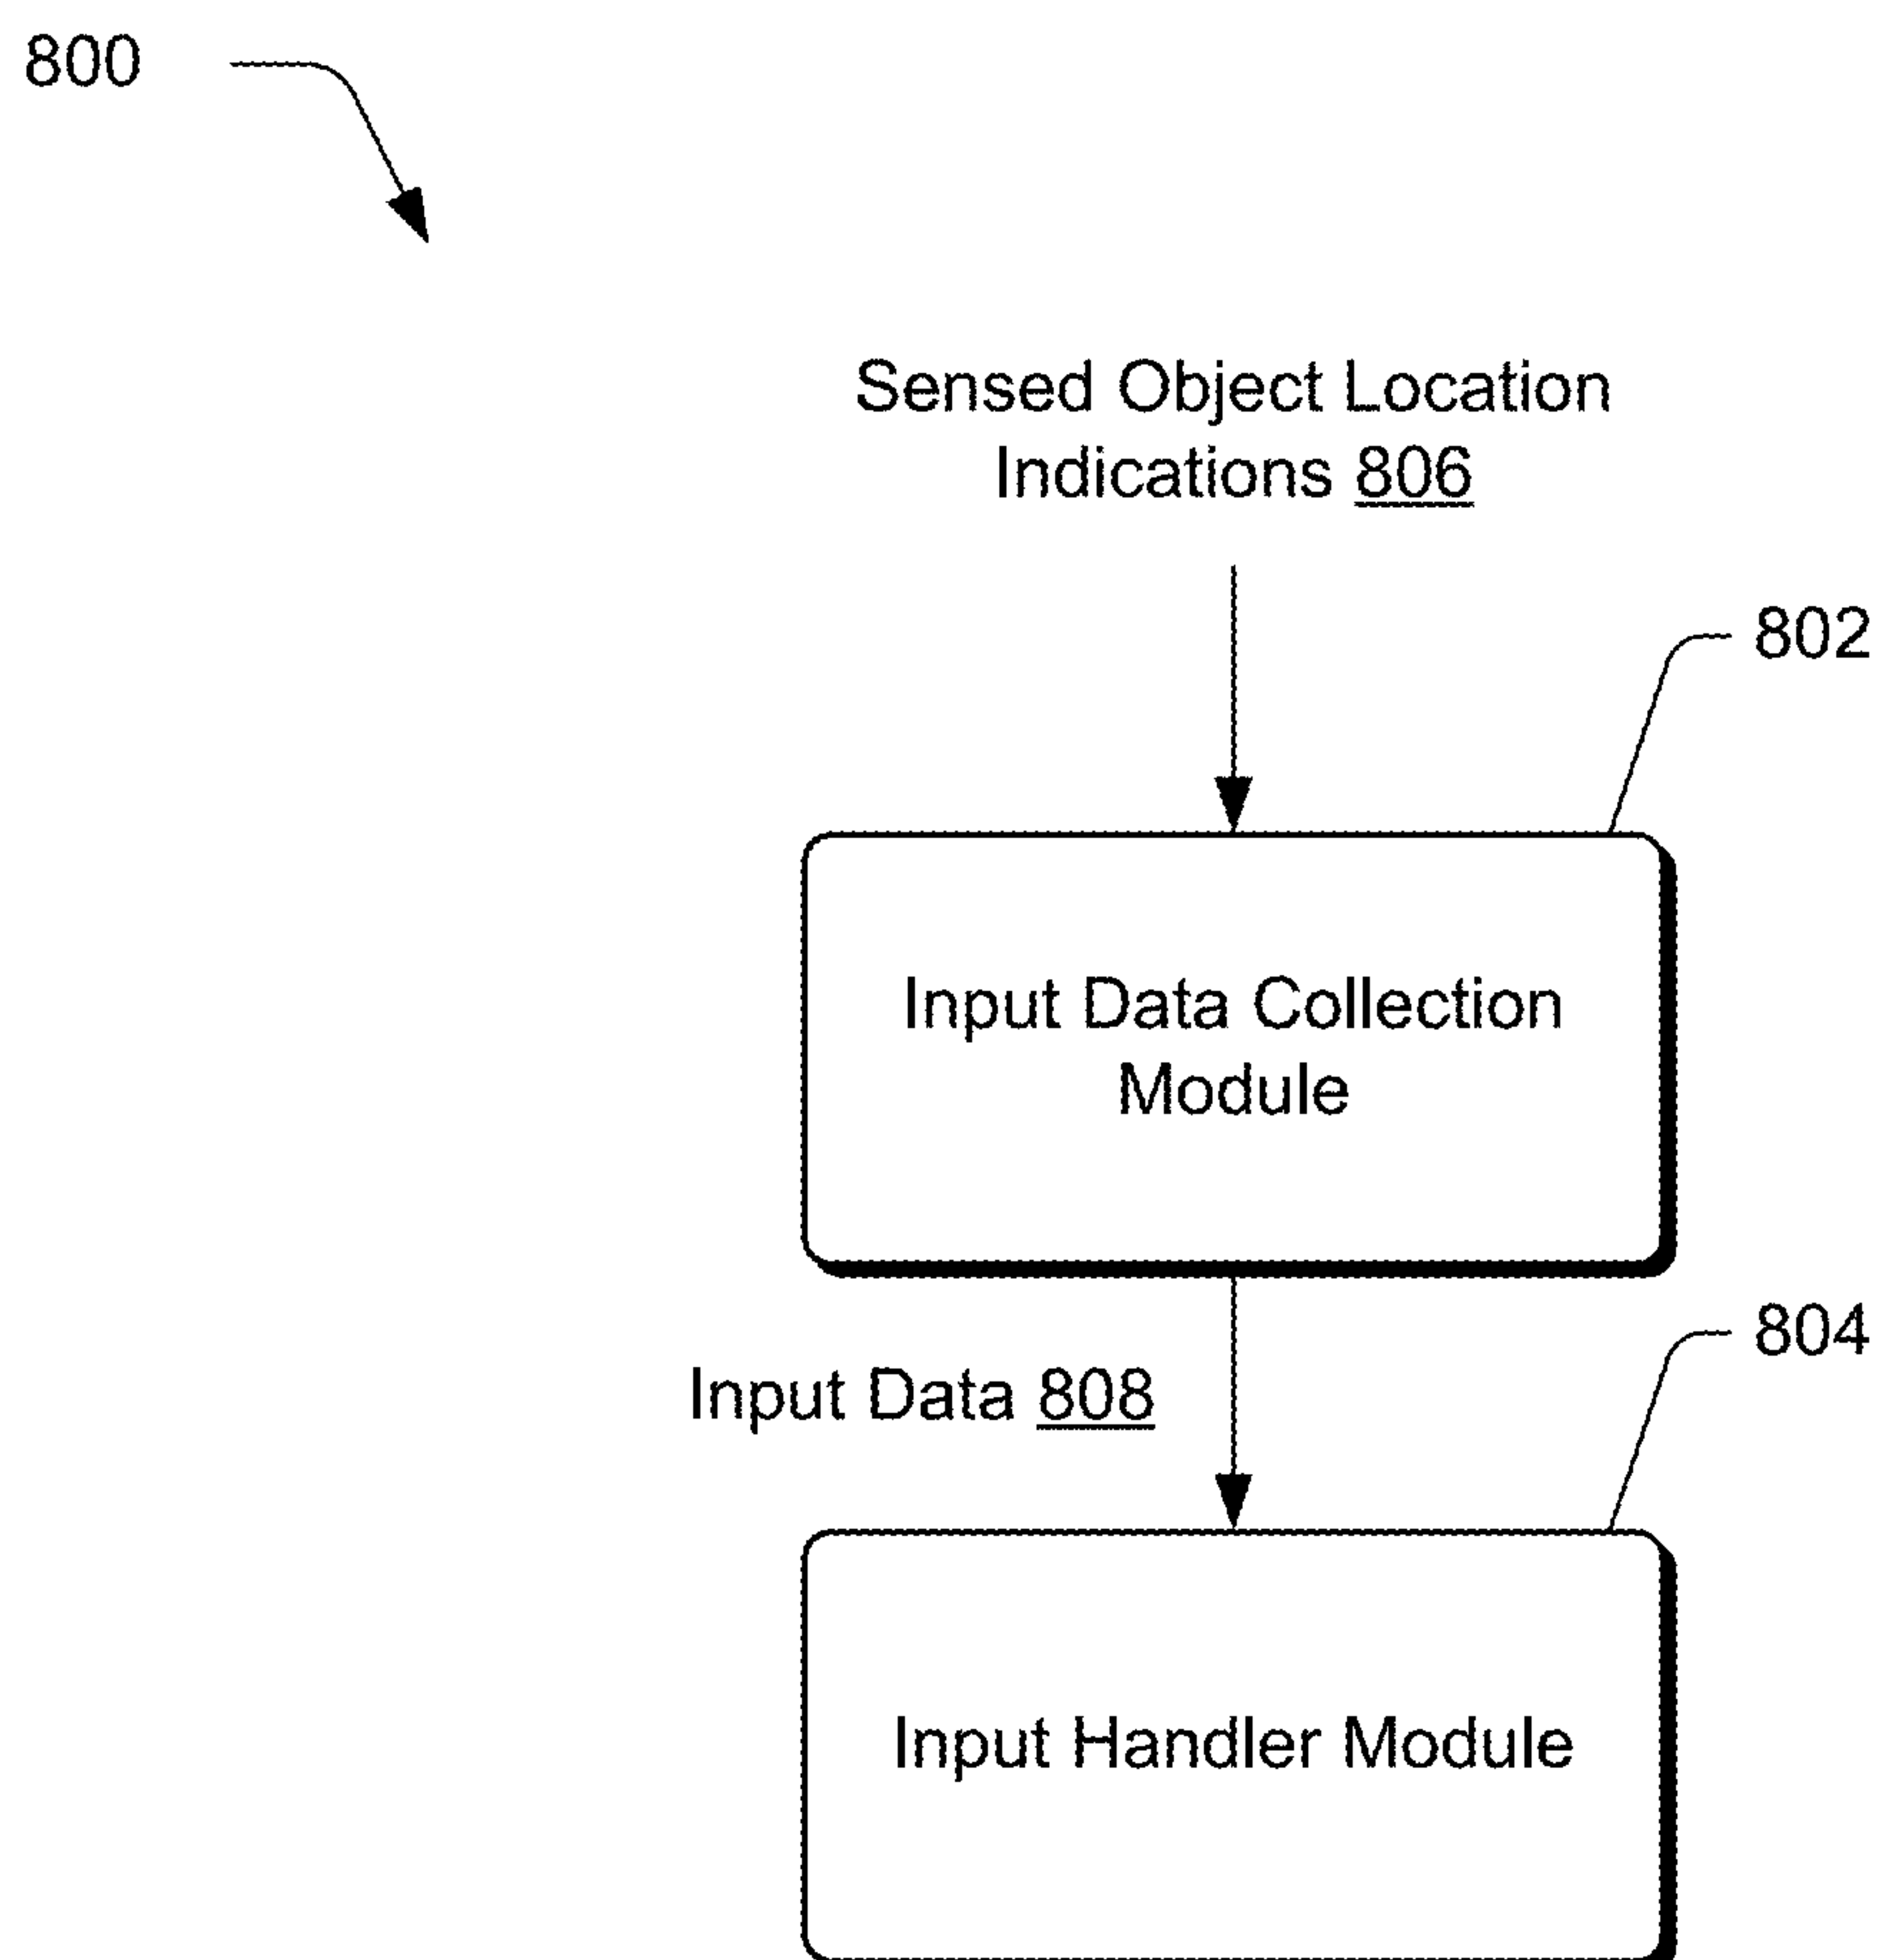 800
Sensed Object Location
Indications 806
802
Input Data Collection
Module
804
Input Data 808
Input Handler Module